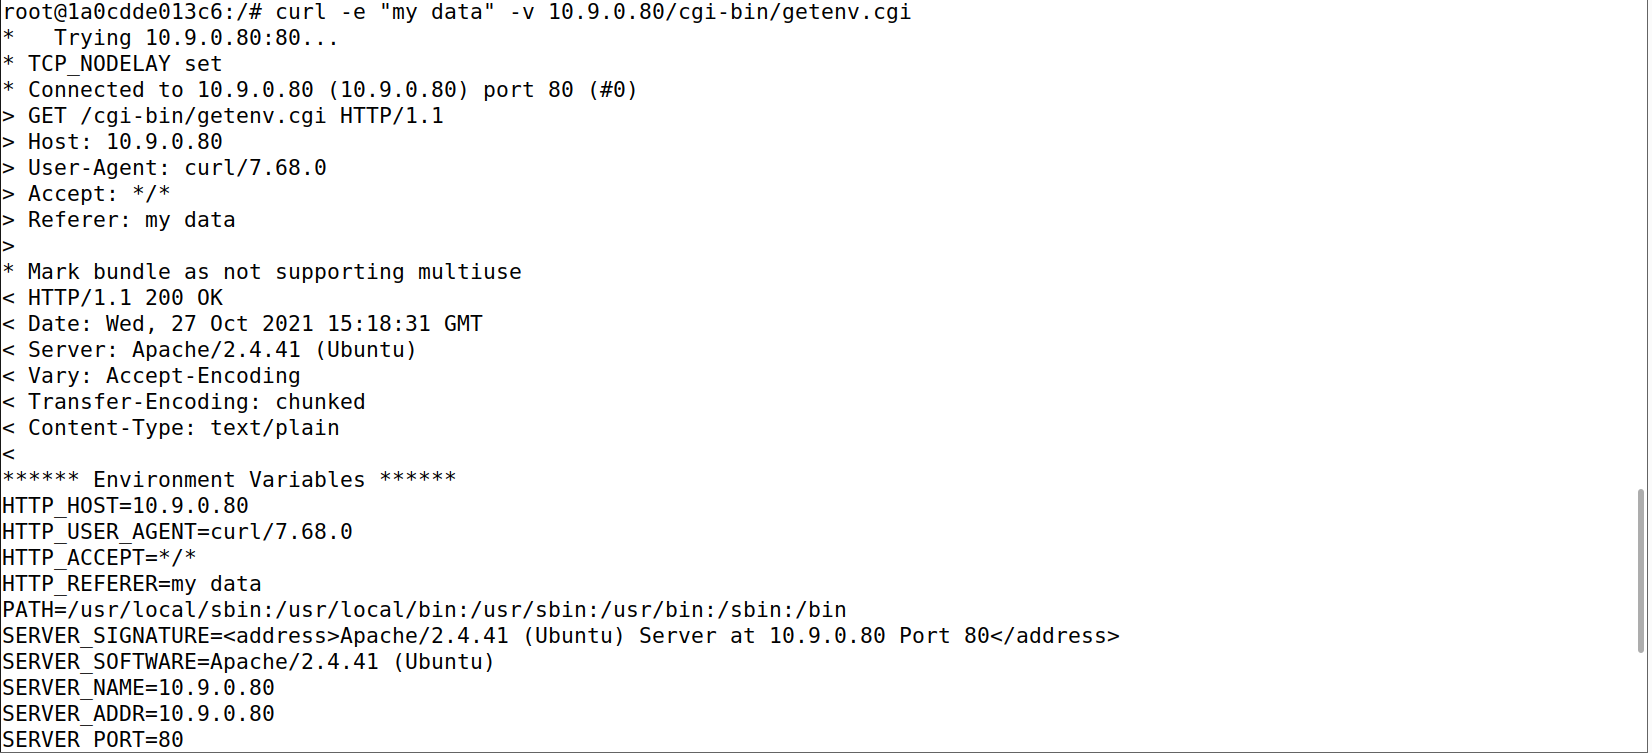 root@1a0cdde013c6:/# curl -e "my data" -v 10.9.0.80/cgi-bin/getenv.cgi
*   Trying 10.9.0.80:80...
* TCP_NODELAY set
* Connected to 10.9.0.80 (10.9.0.80) port 80 (#0)
> GET /cgi-bin/getenv.cgi HTTP/1.1
> Host: 10.9.0.80
> User-Agent: curl/7.68.0
> Accept: */*
> Referer: my data
>
* Mark bundle as not supporting multiuse
< HTTP/1.1 200 OK
< Date: Wed, 27 Oct 2021 15:18:31 GMT
< Server: Apache/2.4.41 (Ubuntu)
< Vary: Accept-Encoding
< Transfer-Encoding: chunked
< Content-Type: text/plain
<
****** Environment Variables ******
HTTP_HOST=10.9.0.80
HTTP_USER_AGENT=curl/7.68.0
HTTP_ACCEPT=*/*
HTTP_REFERER=my data
PATH=/usr/local/sbin:/usr/local/bin:/usr/sbin:/usr/bin:/sbin:/bin
SERVER_SIGNATURE=<address>Apache/2.4.41 (Ubuntu) Server at 10.9.0.80 Port 80</address>
SERVER_SOFTWARE=Apache/2.4.41 (Ubuntu)
SERVER_NAME=10.9.0.80
SERVER_ADDR=10.9.0.80
SERVER_PORT=80